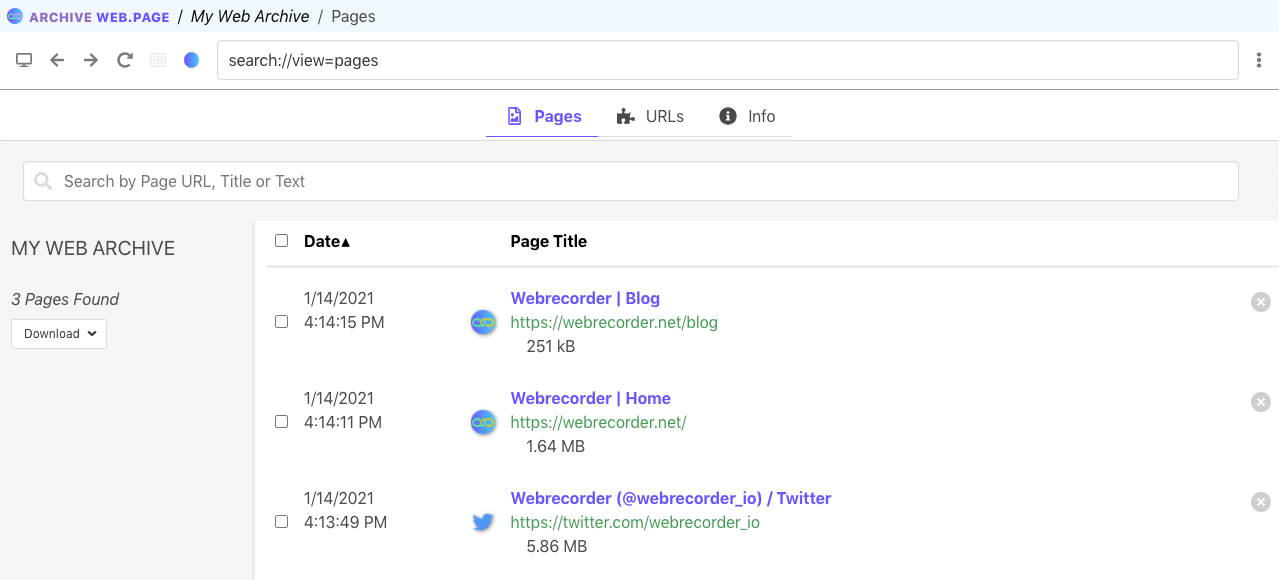 ARCHIVE WEB.PAGE / My Web Archive / Pages
search://view=pages
Pages URLs Info
Search by Page URL, Title or Text
MY WEB ARCHIVE
3 Pages Found
Download
Date▲ Page Title
1/14/2021
4:14:15 PM
Webrecorder | Blog
https://webrecorder.net/blog
251 kB
1/14/2021
4:14:11 PM
Webrecorder | Home
https://webrecorder.net/
1.64 MB
1/14/2021
4:13:49 PM
Webrecorder (@webrecorder_io) / Twitter
https://twitter.com/webrecorder_io
5.86 MB